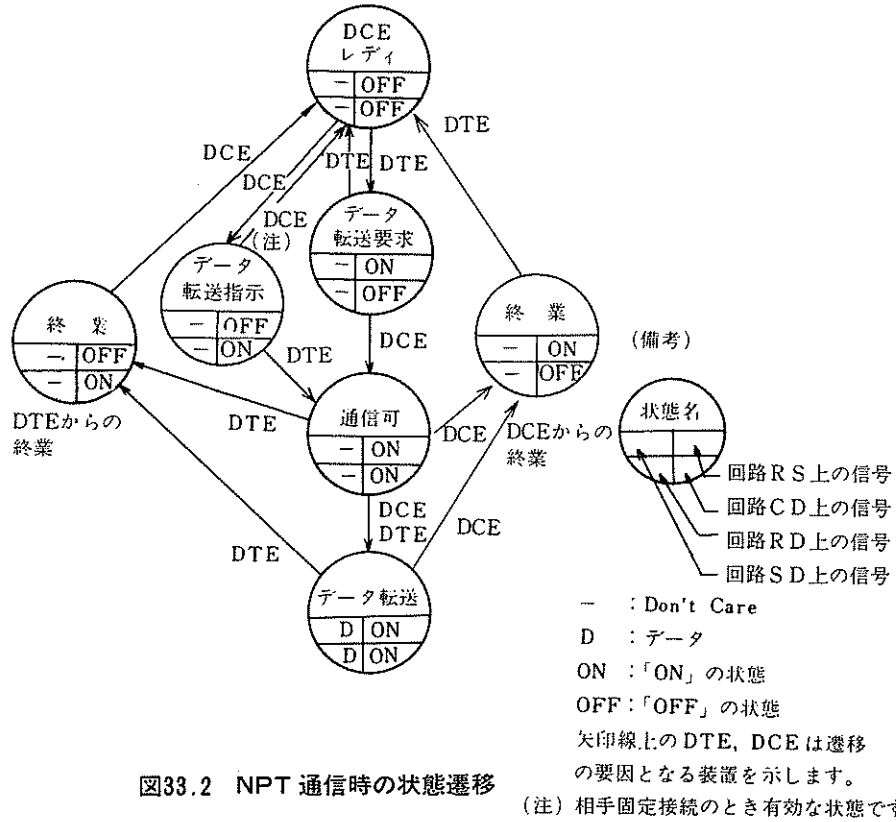 DCE
レディ
－ OFF
－ OFF
DCE
DCE
DTE
DTE
DTE
DCE
(注)
データ
転送要求
－ ON
－ OFF
データ
転送指示
－ OFF
－ ON
終 業
－ OFF
－ ON
DTEからの
終業
DTE
DCE
終 業
－ ON
－ OFF
DCEからの
終業
(備考)
状態名
回路RS上の信号
回路CD上の信号
回路RD上の信号
回路SD上の信号
通信可
－ ON
－ ON
DTE
DCE
DCE
DTE
DTE
DCE
データ転送
D ON
D ON
－ : Don't Care
D : データ
ON :「ON」の状態
OFF:「OFF」の状態
矢印線上のDTE, DCEは遷移
の要因となる装置を示します。
(注) 相手固定接続のとき有効な状態です
図33.2 NPT通信時の状態遷移